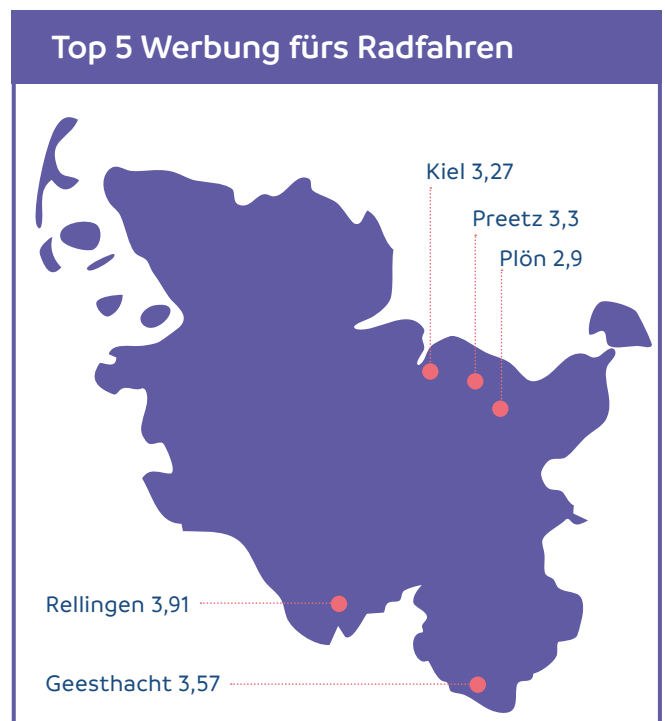 Top 5 Werbung fürs Radfahren
Kiel 3,27
Preetz 3,3
Plön 2,9
Rellingen 3,91
Geesthacht 3,57